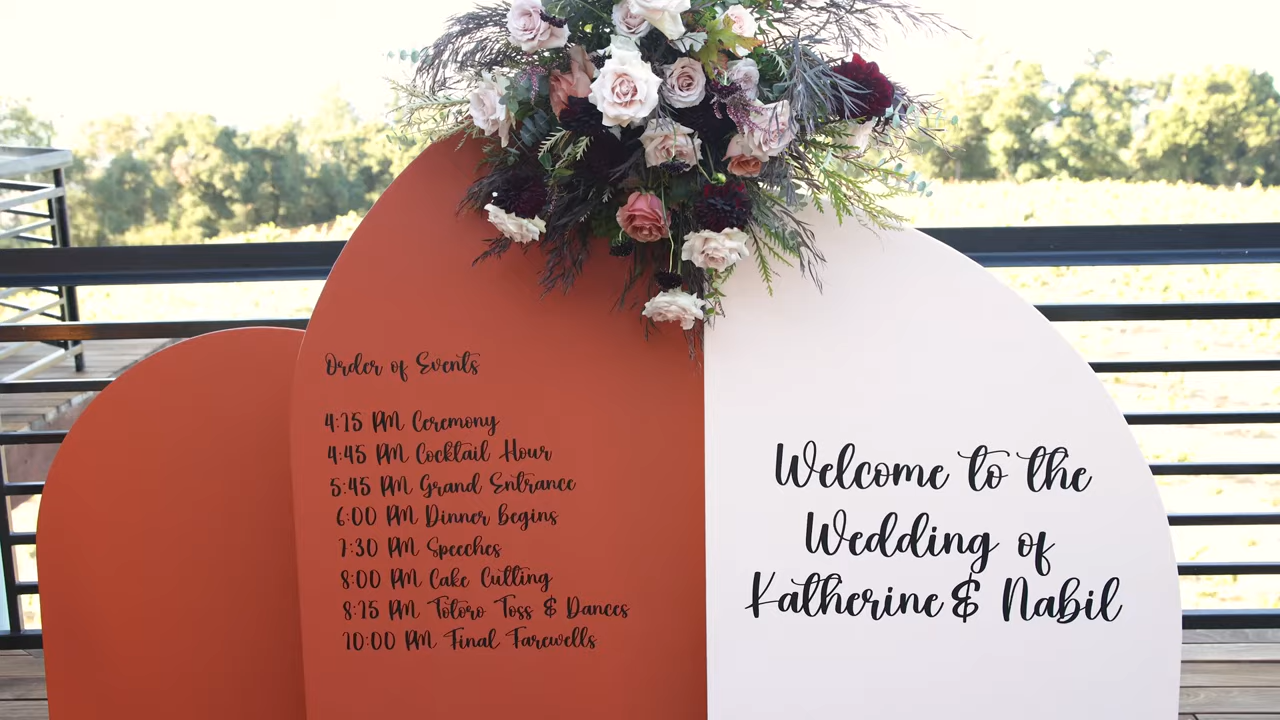 Order of Events
4:15 PM Ceremony
4:45 PM Cocktail Hour
5:45 PM Grand Entrance
6:00 PM Dinner Begins
7:30 PM Speeches
8:00 PM Cake Cutting
8:15 PM Totoro Toss & Dances
10:00 PM Final Farewells
Welcome to the
Wedding of
Katherine & Nabil